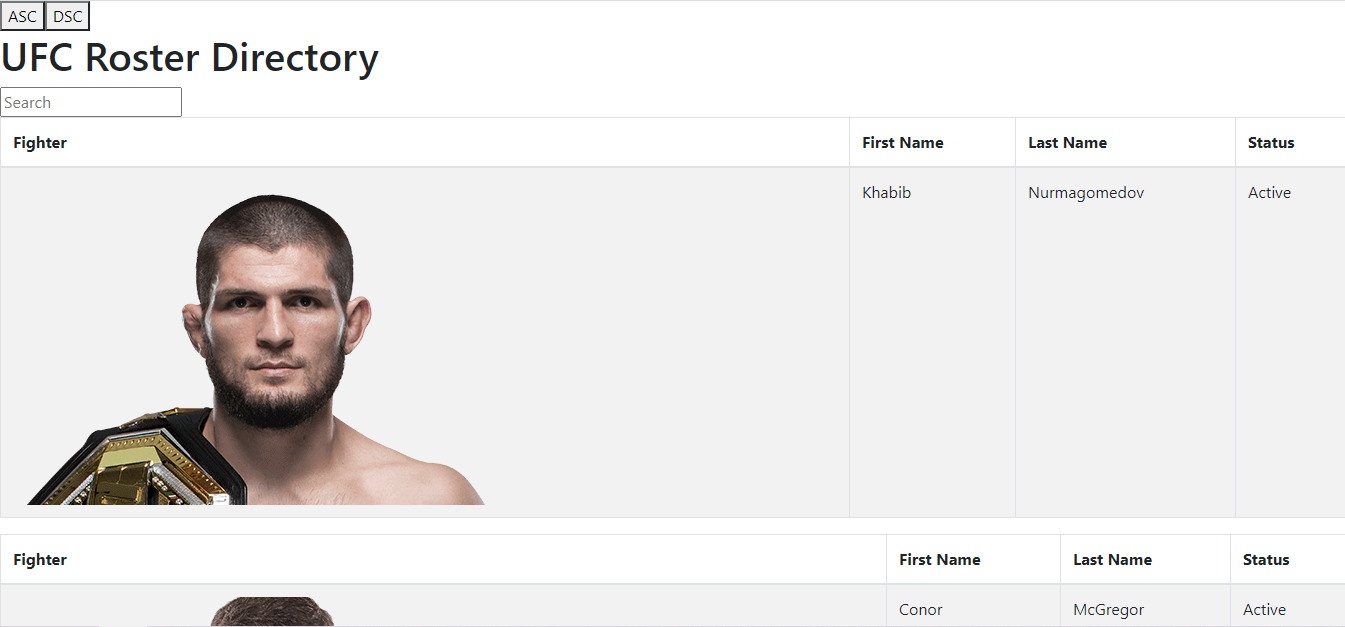 ASC DSC
UFC Roster Directory
Search
Fighter First Name Last Name Status
Khabib Nurmagomedov Active
Fighter First Name Last Name Status
Conor McGregor Active